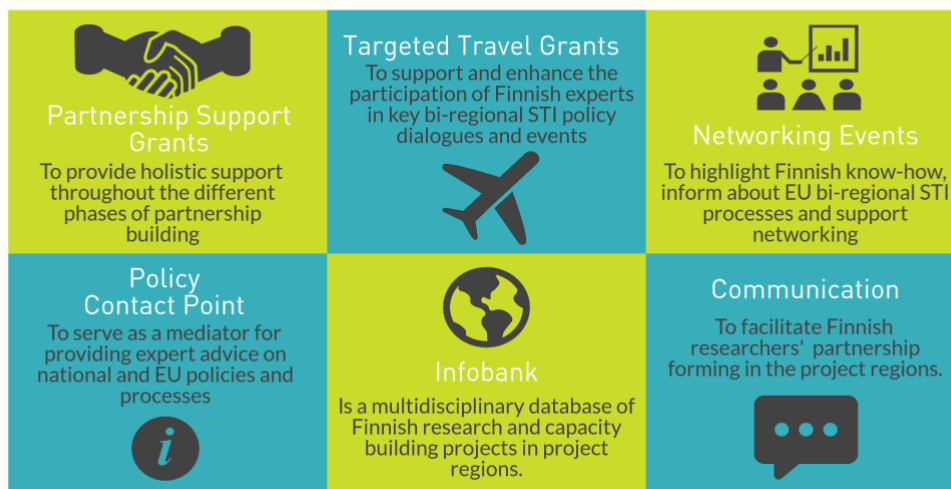 Partnership Support
Grants
To provide holistic support
throughout the different
phases of partnership
building
Targeted Travel Grants
To support and enhance the
participation of Finnish experts
in key bi-regional STI policy
dialogues and events
Networking Events
To highlight Finnish know-how,
inform about EU bi-regional STI
processes and support
networking
Policy
Contact Point
To serve as a mediator for
providing expert advice on
national and EU policies and
processes
i
Infobank
Is a multidisciplinary database of
Finnish research and capacity
building projects in project
regions.
Communication
To facilitate Finnish
researchers' partnership
forming in the project regions.